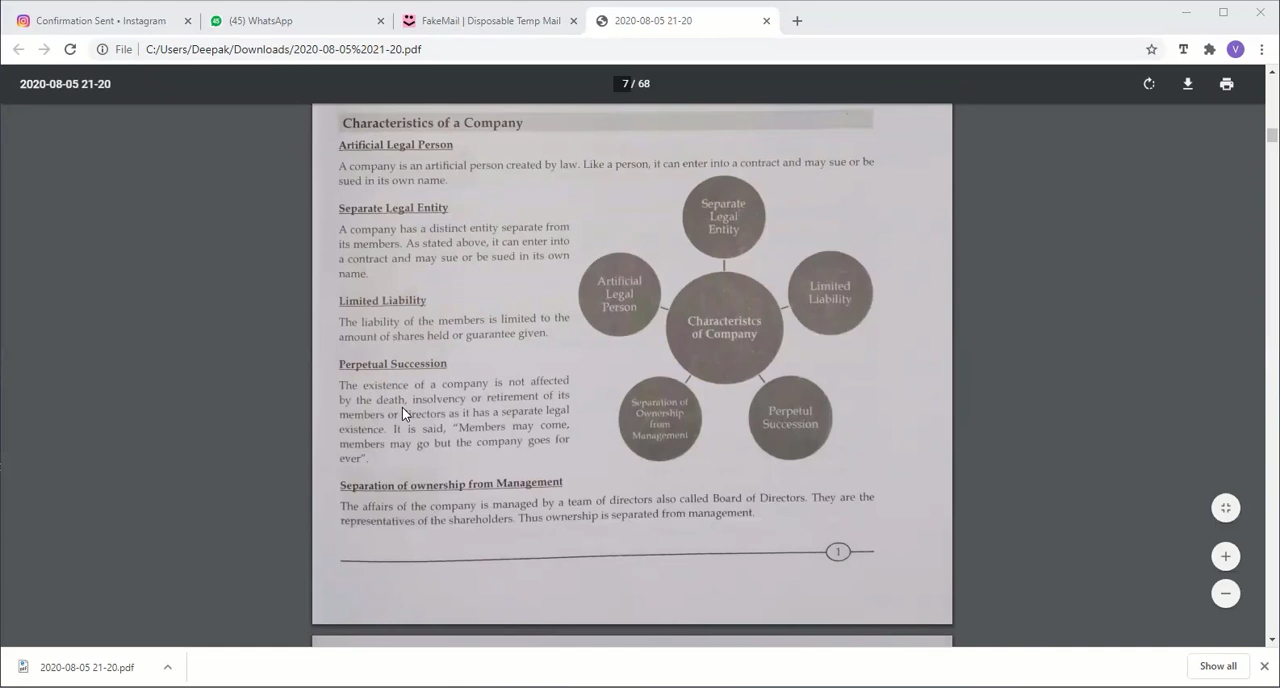 Confirmation Sent • Instagram
(45) WhatsApp
FakeMail | Disposable Temp Mail
2020-08-05 21-20
File
C:/Users/Deepak/Downloads/2020-08-05%2021-20.pdf
V
2020-08-05 21-20
7 / 68
Characteristics of a Company
Artificial Legal Person
A company is an artificial person created by law. Like a person, it can enter into a contract and may sue or be
sued in its own name.
Separate Legal Entity
A company has a distinct entity separate from
its members. As stated above, it can enter into
a contract and may sue or be sued in its own
name.
Limited Liability
The liability of the members is limited to the
amount of shares held or guarantee given.
Perpetual Succession
The existence of a company is not affected
by the death, insolvency or retirement of its
members or directors as it has a separate legal
existence. It is said, “Members may come,
members may go but the company goes for
ever”.
Separate
Legal
Entity
Artificial
Legal
Person
Limited
Liability
Characteristcs
of Company
Separation of
Ownership
from
Management
Perpetul
Succession
Separation of ownership from Management
The affairs of the company is managed by a team of directors also called Board of Directors. They are the
representatives of the shareholders. Thus ownership is separated from management.
1
2020-08-05 21-20.pdf
Show all